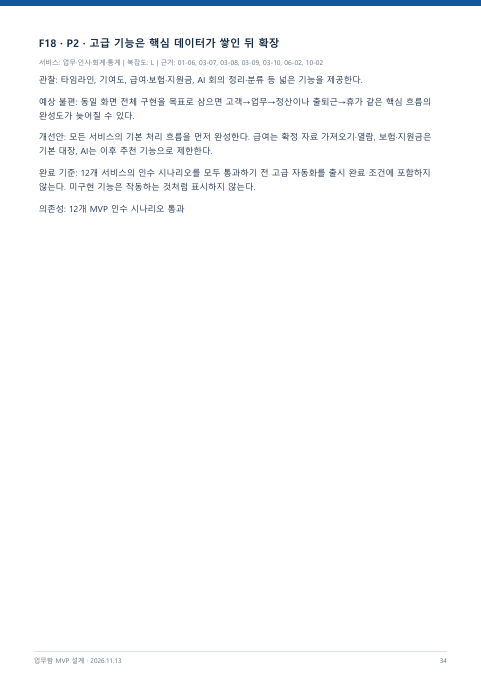 F18 · P2 · 고급 기능은 핵심 데이터가 쌓인 뒤 확장
서비스: 업무·인사·회계·통계 | 복잡도: L | 근거: 01-06, 03-07, 03-08, 03-09, 03-10, 06-02, 10-02
관찰: 타임라인, 기여도, 급여·보험·지원금, AI 회의 정리·분류 등 넓은 기능을 제공한다.
예상 불편: 동일 화면 전체 구현을 목표로 삼으면 고객→업무→정산이나 출퇴근→휴가 같은 핵심 흐름의
완성도가 늦어질 수 있다.
개선안: 모든 서비스의 기본 처리 흐름을 먼저 완성한다. 급여는 확정 자료 가져오기·열람, 보험·지원금은
기본 대장, AI는 이후 추천 기능으로 제한한다.
완료 기준: 12개 서비스의 인수 시나리오를 모두 통과하기 전 고급 자동화를 출시 완료 조건에 포함하지
않는다. 미구현 기능은 작동하는 것처럼 표시하지 않는다.
의존성: 12개 MVP 인수 시나리오 통과
업무함 MVP 설계 · 2026.11.13
34